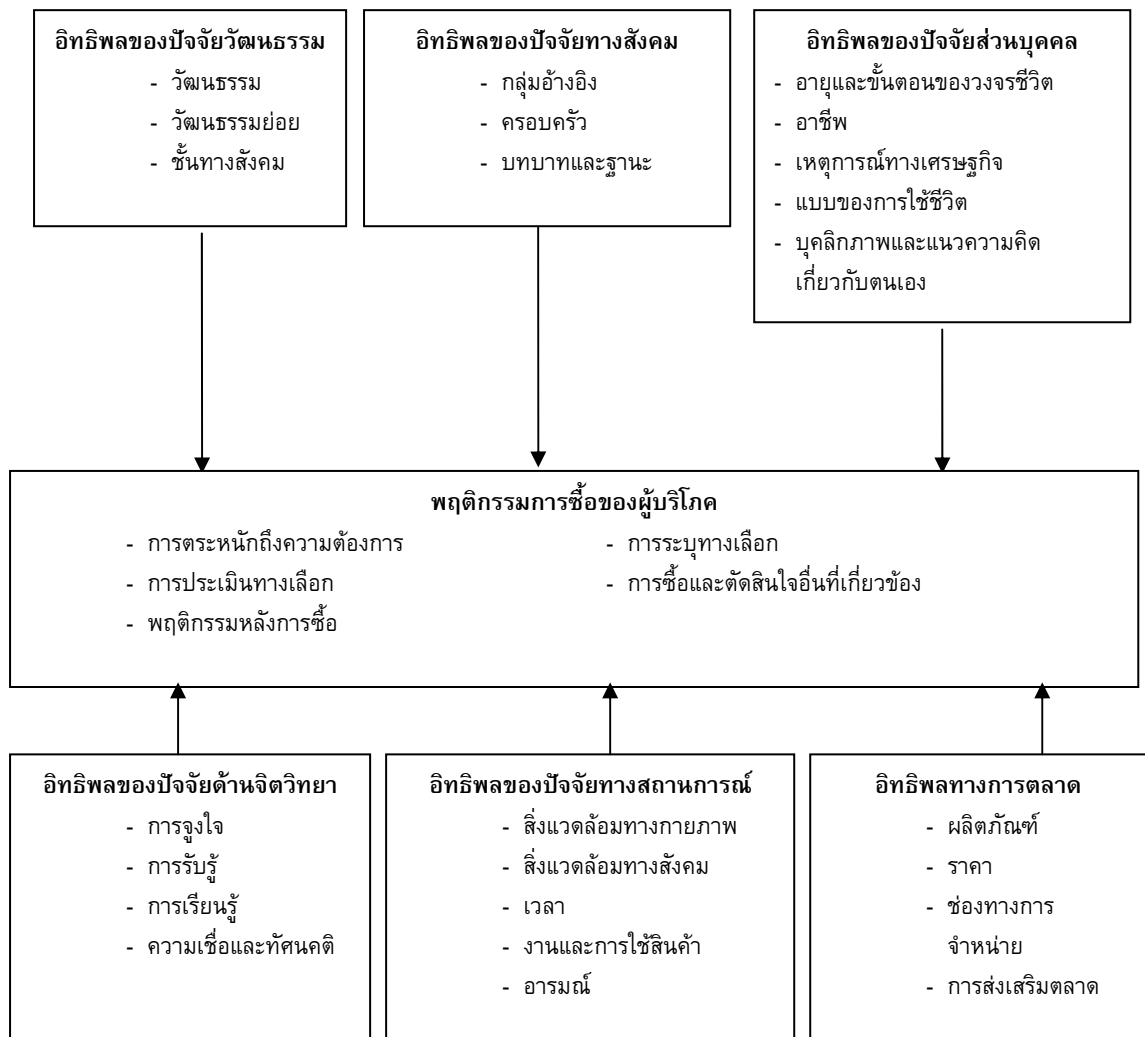 อิทธิพลของปัจจัยวัฒนธรรม
- วัฒนธรรม
- วัฒนธรรมย่อย
- ชั้นทางสังคม
อิทธิพลของปัจจัยทางสังคม
- กลุ่มอ้างอิง
- ครอบครัว
- บทบาทและฐานะ
อิทธิพลของปัจจัยส่วนบุคคล
- อายุและขั้นตอนของวงจรชีวิต
- อาชีพ
- เหตุการณ์ทางเศรษฐกิจ
- แบบของการใช้ชีวิต
- บุคลิกภาพและแนวความคิด
เกี่ยวกับตนเอง
พฤติกรรมการซื้อของผู้บริโภค
- การตระหนักถึงความต้องการ
- การระบุทางเลือก
- การประเมินทางเลือก
- การซื้อและตัดสินใจอื่นที่เกี่ยวข้อง
- พฤติกรรมหลังการซื้อ
อิทธิพลของปัจจัยด้านจิตวิทยา
- การจูงใจ
- การรับรู้
- การเรียนรู้
- ความเชื่อและทัศนคติ
อิทธิพลของปัจจัยทางสถานการณ์
- สิ่งแวดล้อมทางกายภาพ
- สิ่งแวดล้อมทางสังคม
- เวลา
- งานและการใช้สินค้า
- อารมณ์
อิทธิพลทางการตลาด
- ผลิตภัณฑ์
- ราคา
- ช่องทางการ
จำหน่าย
- การส่งเสริมตลาด